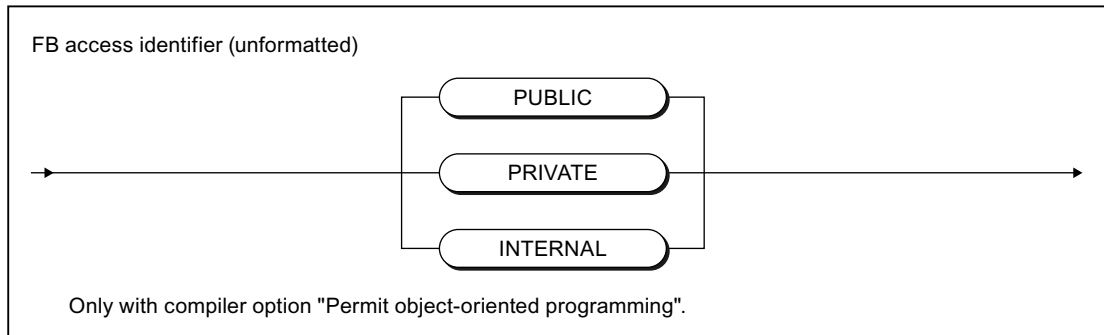 FB access identifier (unformatted)
PUBLIC
PRIVATE
INTERNAL
Only with compiler option "Permit object-oriented programming".